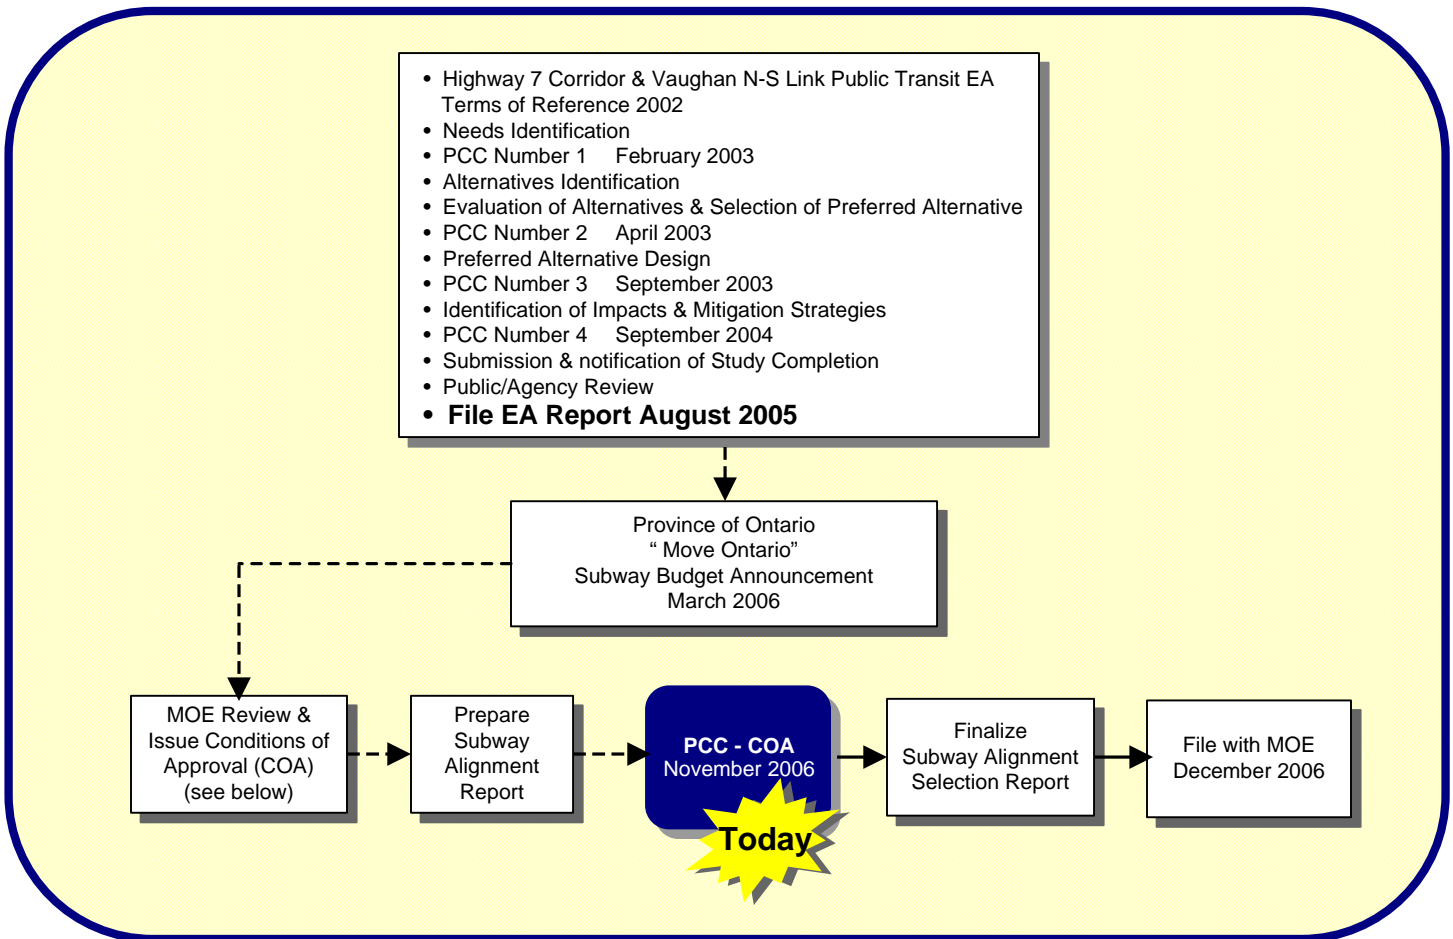 • Highway 7 Corridor & Vaughan N-S Link Public Transit EA
Terms of Reference 2002
• Needs Identification
• PCC Number 1 February 2003
• Alternatives Identification
• Evaluation of Alternatives & Selection of Preferred Alternative
• PCC Number 2 April 2003
• Preferred Alternative Design
• PCC Number 3 September 2003
• Identification of Impacts & Mitigation Strategies
• PCC Number 4 September 2004
• Submission & notification of Study Completion
• Public/Agency Review
• File EA Report August 2005
Province of Ontario
“ Move Ontario”
Subway Budget Announcement
March 2006
MOE Review &
Issue Conditions of
Approval (COA)
(see below)
Prepare
Subway
Alignment
Report
PCC - COA
November 2006
Today
Finalize
Subway Alignment
Selection Report
File with MOE
December 2006